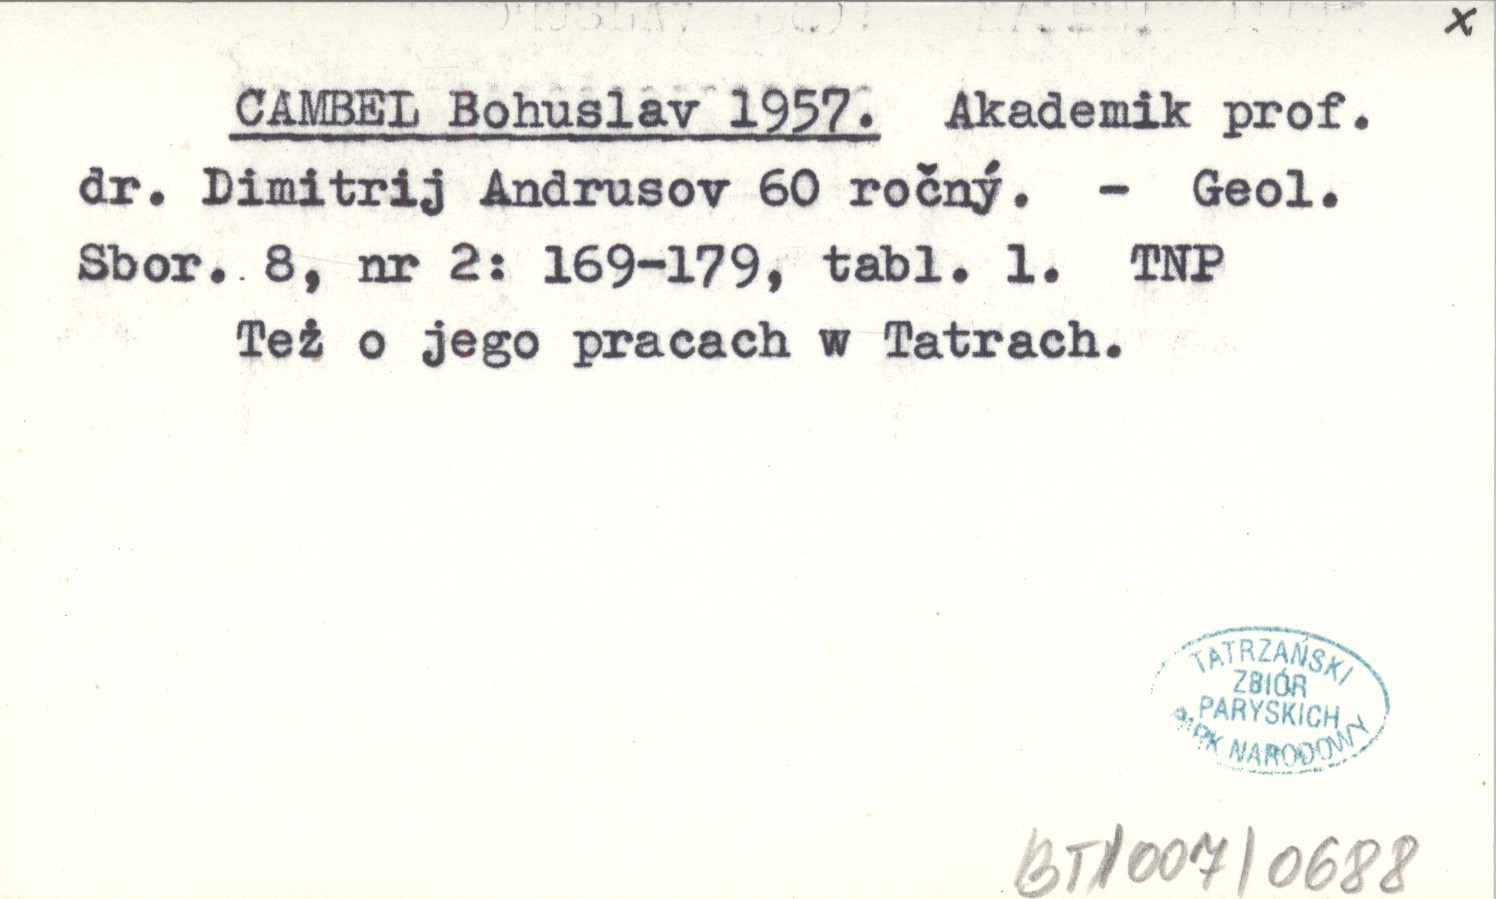 x
CAMBEL Bohuslav 1957. Akademik prof.
dr. Dimitrij Andrusov 60 ročný. - Geol.
Sbor. 8, nr 2: 169-179, tabl. 1. TNP
Też o jego pracach w Tatrach.
TATRZAŃSKI
ZBIÓR
PARYSKICH
PARK NARODOWY
BT/007/0688